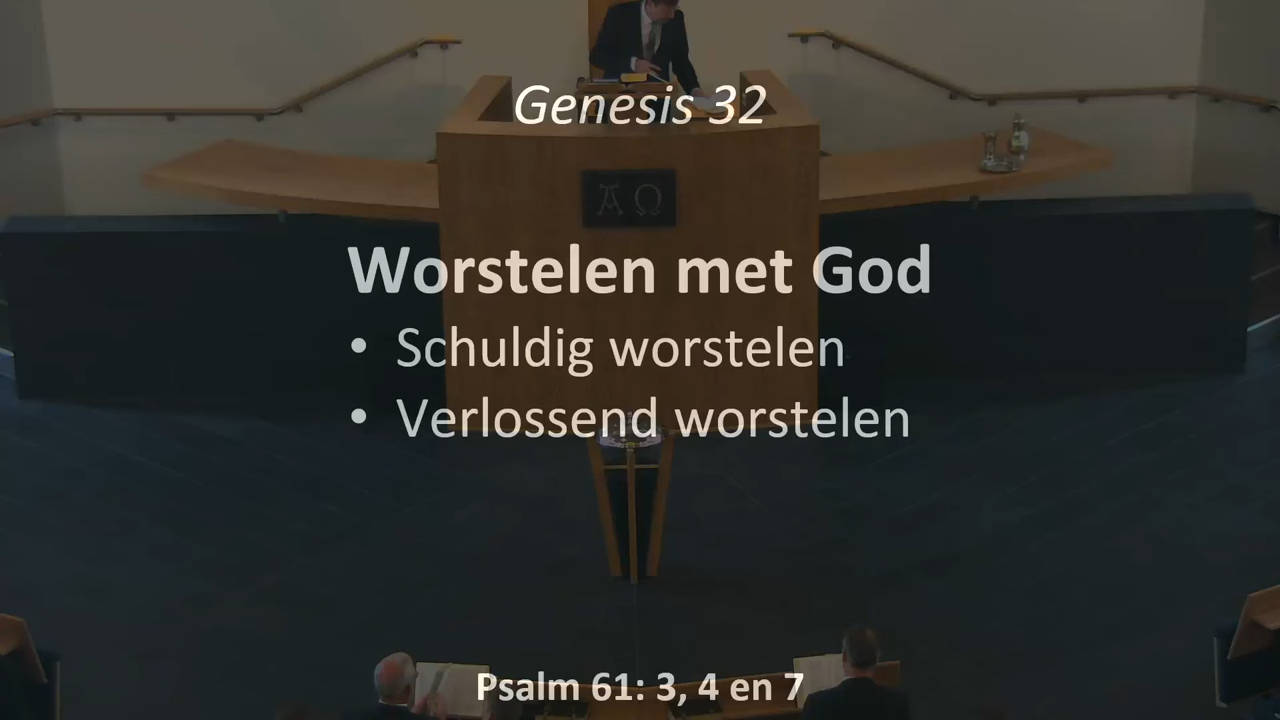 Genesis 32
Α Ω
Worstelen met God
• Schuldig worstelen
• Verlossend worstelen
Psalm 61: 3, 4 en 7